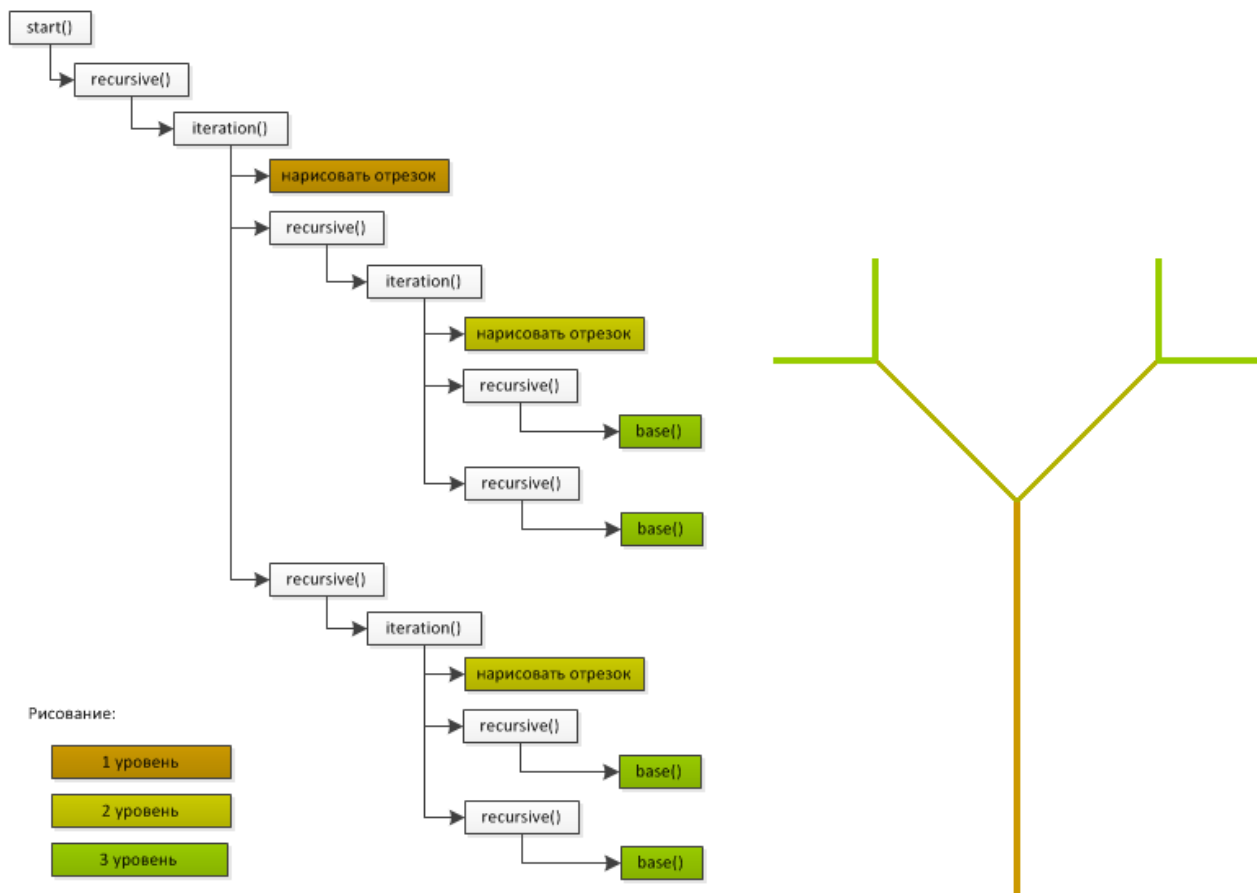 start()
recursive()
iteration()
нарисовать отрезок
recursive()
iteration()
нарисовать отрезок
recursive()
base()
recursive()
base()
recursive()
iteration()
нарисовать отрезок
recursive()
base()
recursive()
base()
Рисование:
1 уровень
2 уровень
3 уровень